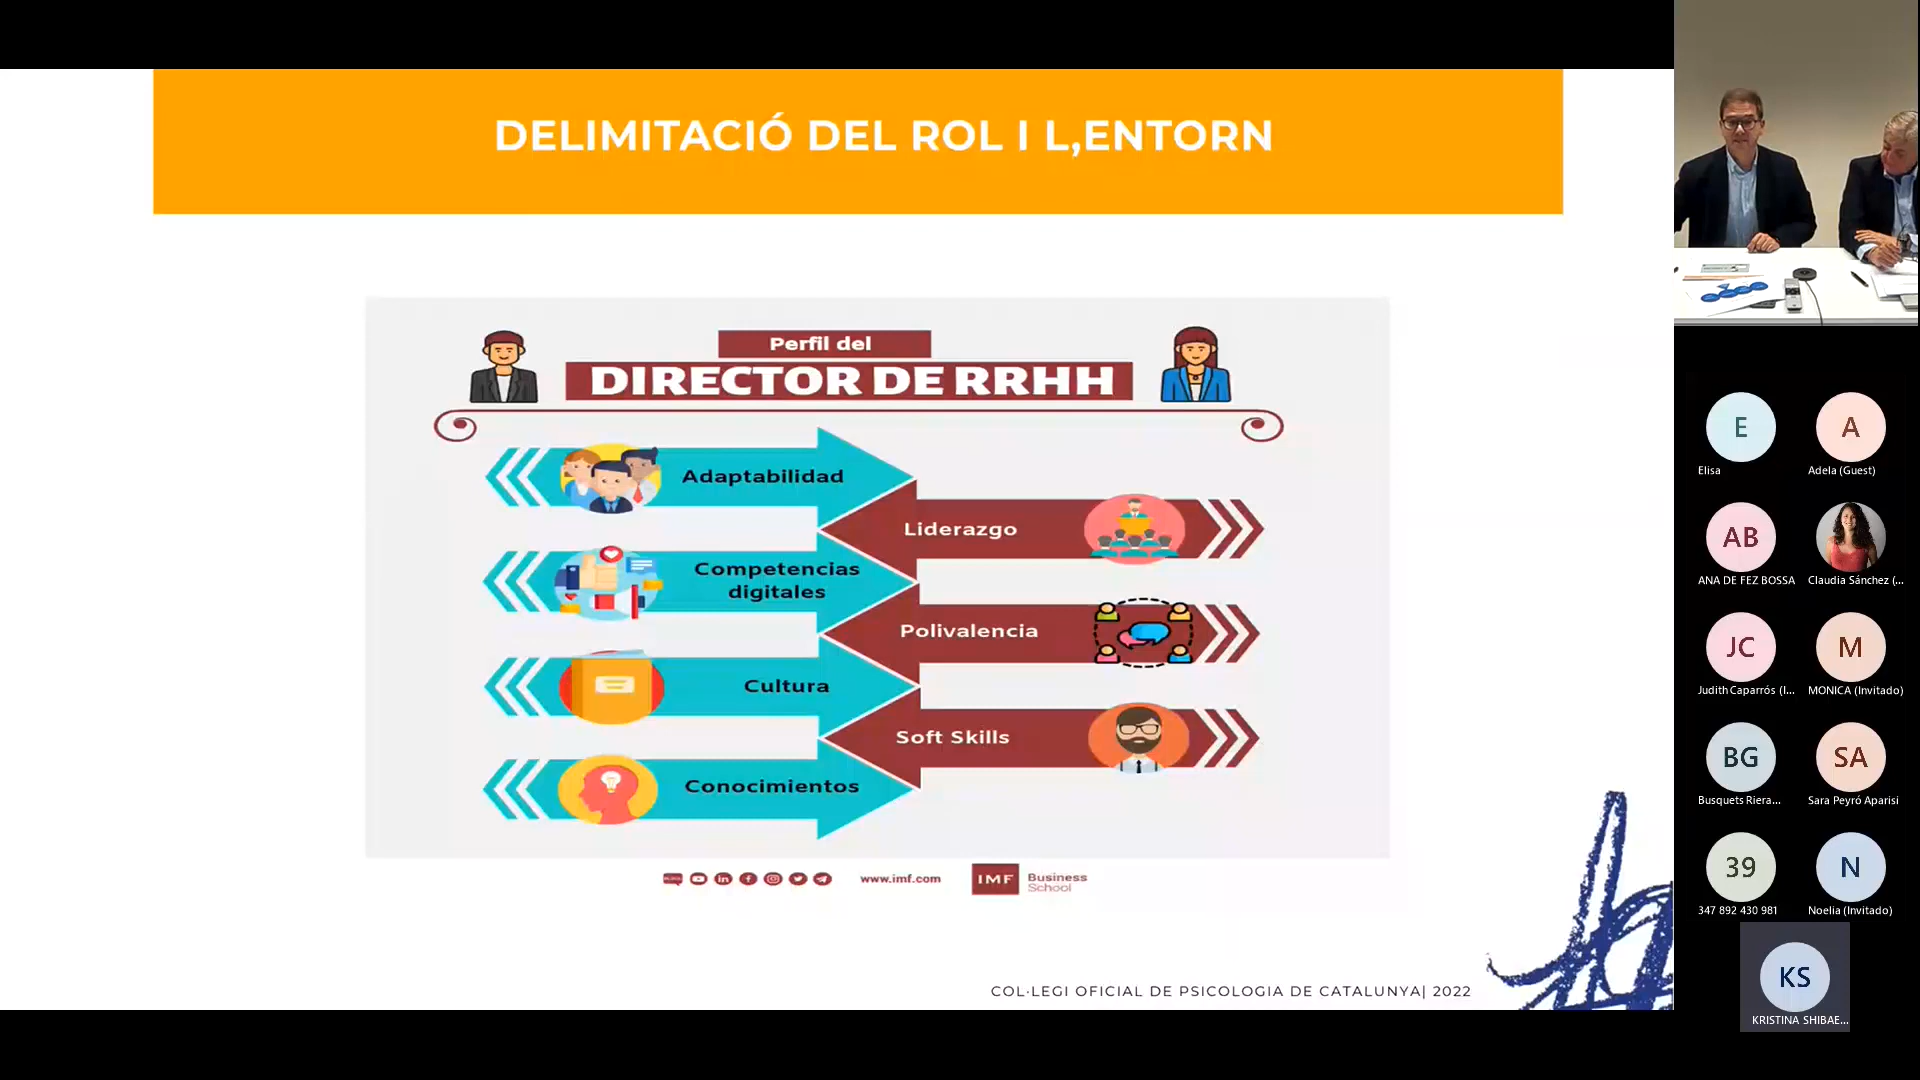 DELIMITACIÓ DEL ROL I L,ENTORN
Perfil del
DIRECTOR DE RRHH
Adaptabilidad
Liderazgo
Competencias
digitales
Polivalencia
Cultura
Soft Skills
Conocimientos
www.imf.com
IMF
Business
School
COL·LEGI OFICIAL DE PSICOLOGIA DE CATALUNYA| 2022
E
A
Elisa
Adela (Guest)
AB
ANA DE FEZ BOSSA
Claudia Sánchez (...
JC
M
Judith Caparrós (I...
MONICA (Invitado)
BG
SA
Busquets Riera...
Sara Peyró Aparisi
39
N
347 892 430 981
Noelia (Invitado)
KS
KRISTINA SHIBAE...